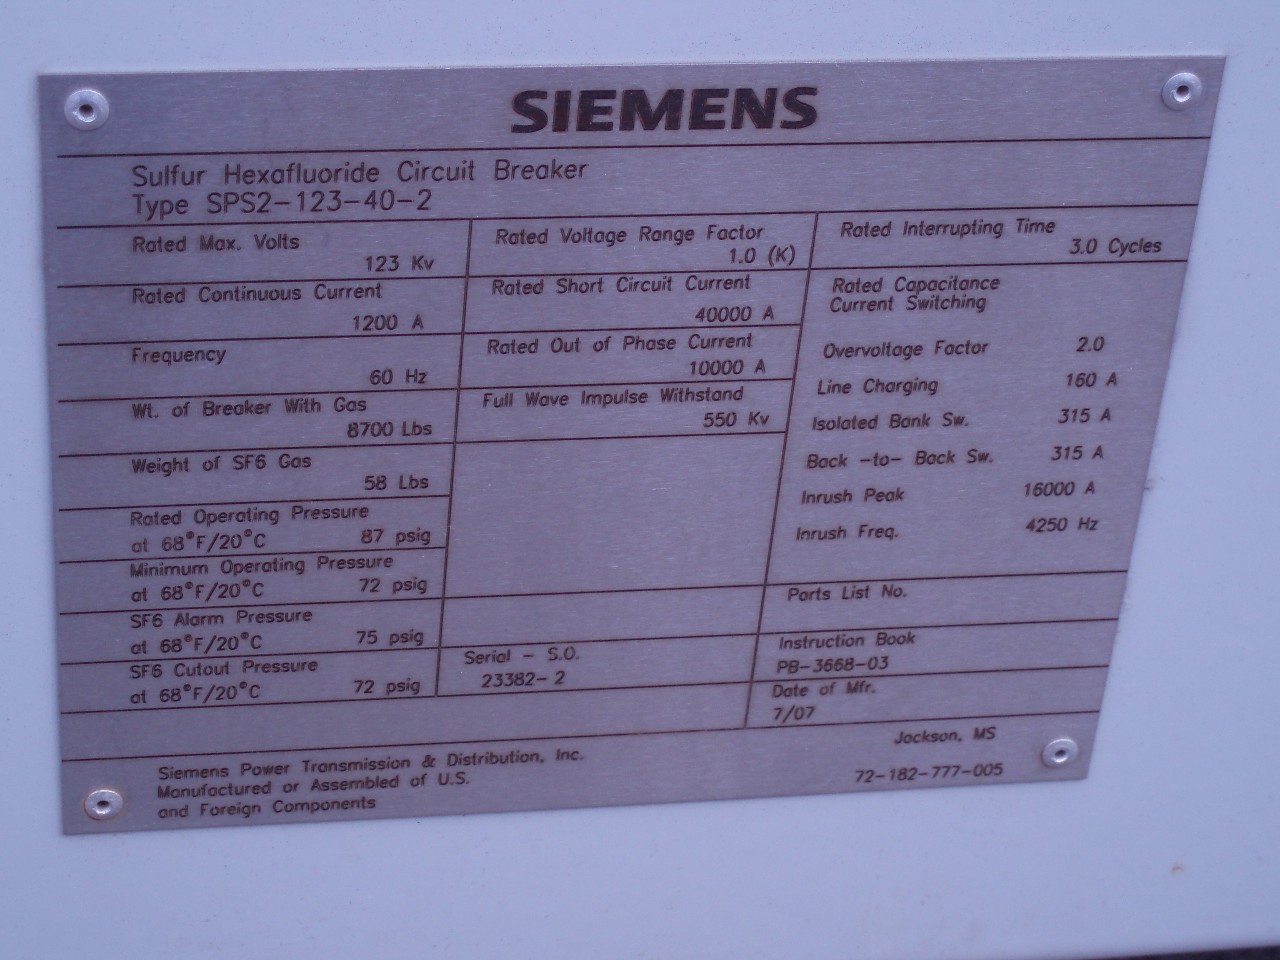 SIEMENS
Sulfur Hexafluoride Circuit Breaker
Type SPS2-123-40-2
Rated Max. Volts
123 Kv
Rated Continuous Current
1200 A
Frequency
60 Hz
Wt. of Breaker With Gas
8700 Lbs
Weight of SF6 Gas
58 Lbs
Rated Operating Pressure
at 68°F/20°C 87 psig
Minimum Operating Pressure
at 68°F/20°C 72 psig
SF6 Alarm Pressure
at 68°F/20°C 75 psig
SF6 Cutout Pressure
at 68°F/20°C 72 psig
Rated Voltage Range Factor
1.0 (K)
Rated Short Circuit Current
40000 A
Rated Out of Phase Current
10000 A
Full Wave Impulse Withstand
550 Kv
Serial - S.O.
23382-2
Rated Interrupting Time
3.0 Cycles
Rated Capacitance
Current Switching
Overvoltage Factor 2.0
Line Charging 160 A
Isolated Bank Sw. 315 A
Back -to- Back Sw. 315 A
Inrush Peak 16000 A
Inrush Freq. 4250 Hz
Parts List No.
Instruction Book
PB-3668-03
Date of Mfr.
7/07
Siemens Power Transmission & Distribution, Inc.
Manufactured or Assembled of U.S.
and Foreign Components
Jackson, MS
72-182-777-005